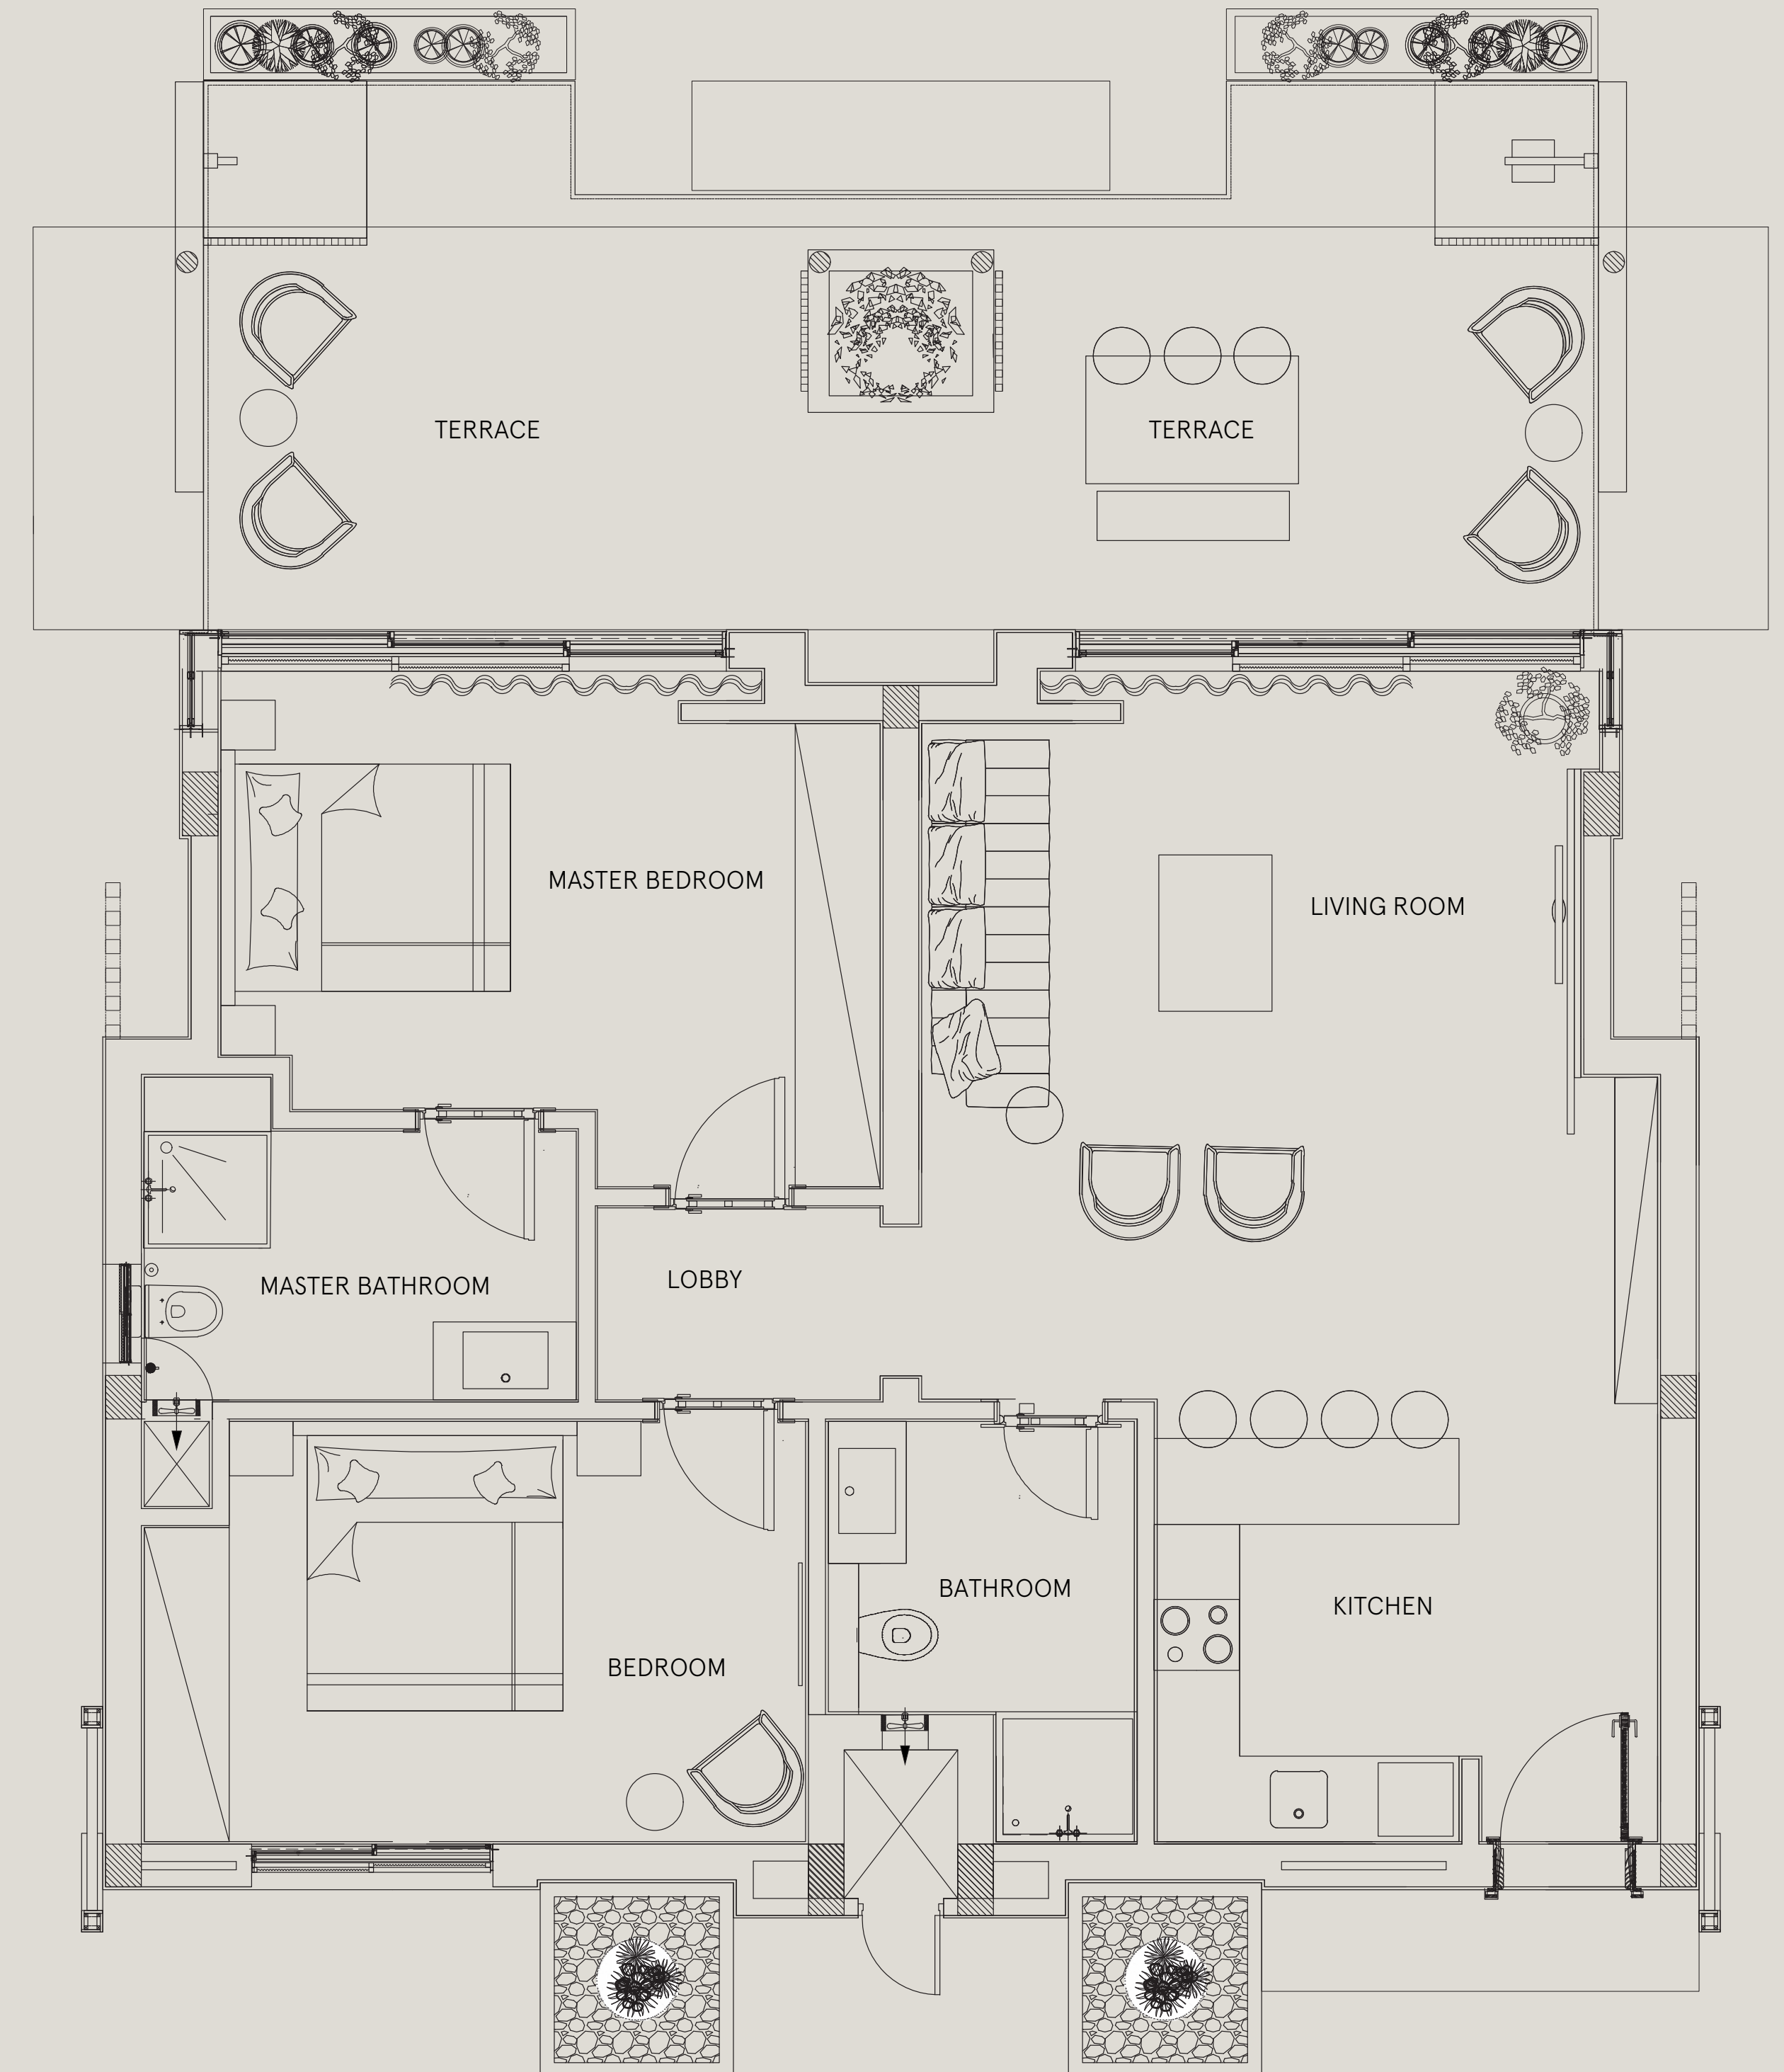 TERRACE
TERRACE
MASTER BEDROOM
LIVING ROOM
MASTER BATHROOM
LOBBY
BATHROOM
KITCHEN
BEDROOM